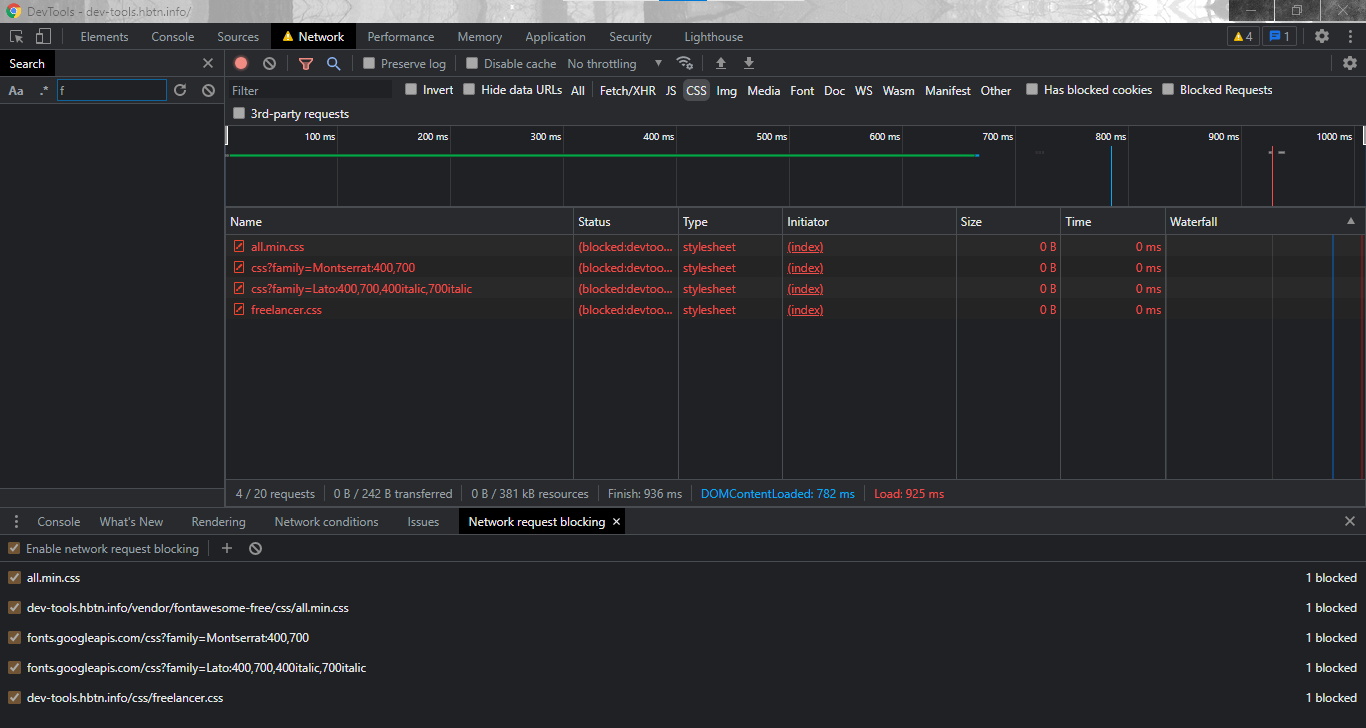 DevTools - dev-tools.hbtn.info/
Elements Console Sources Network Performance Memory Application Security Lighthouse 4 1
Search Preserve log Disable cache No throttling
Aa .* f Filter Invert Hide data URLs All Fetch/XHR JS CSS Img Media Font Doc WS Wasm Manifest Other Has blocked cookies Blocked Requests
3rd-party requests
100 ms 200 ms 300 ms 400 ms 500 ms 600 ms 700 ms 800 ms 900 ms 1000 ms
Name Status Type Initiator Size Time Waterfall
all.min.css (blocked:devtoo... stylesheet (index) 0 B 0 ms
css?family=Montserrat:400,700 (blocked:devtoo... stylesheet (index) 0 B 0 ms
css?family=Lato:400,700,400italic,700italic (blocked:devtoo... stylesheet (index) 0 B 0 ms
freelancer.css (blocked:devtoo... stylesheet (index) 0 B 0 ms
4 / 20 requests 0 B / 242 B transferred 0 B / 381 kB resources Finish: 936 ms DOMContentLoaded: 782 ms Load: 925 ms
Console What's New Rendering Network conditions Issues Network request blocking ×
Enable network request blocking
all.min.css 1 blocked
dev-tools.hbtn.info/vendor/fontawesome-free/css/all.min.css 1 blocked
fonts.googleapis.com/css?family=Montserrat:400,700 1 blocked
fonts.googleapis.com/css?family=Lato:400,700,400italic,700italic 1 blocked
dev-tools.hbtn.info/css/freelancer.css 1 blocked